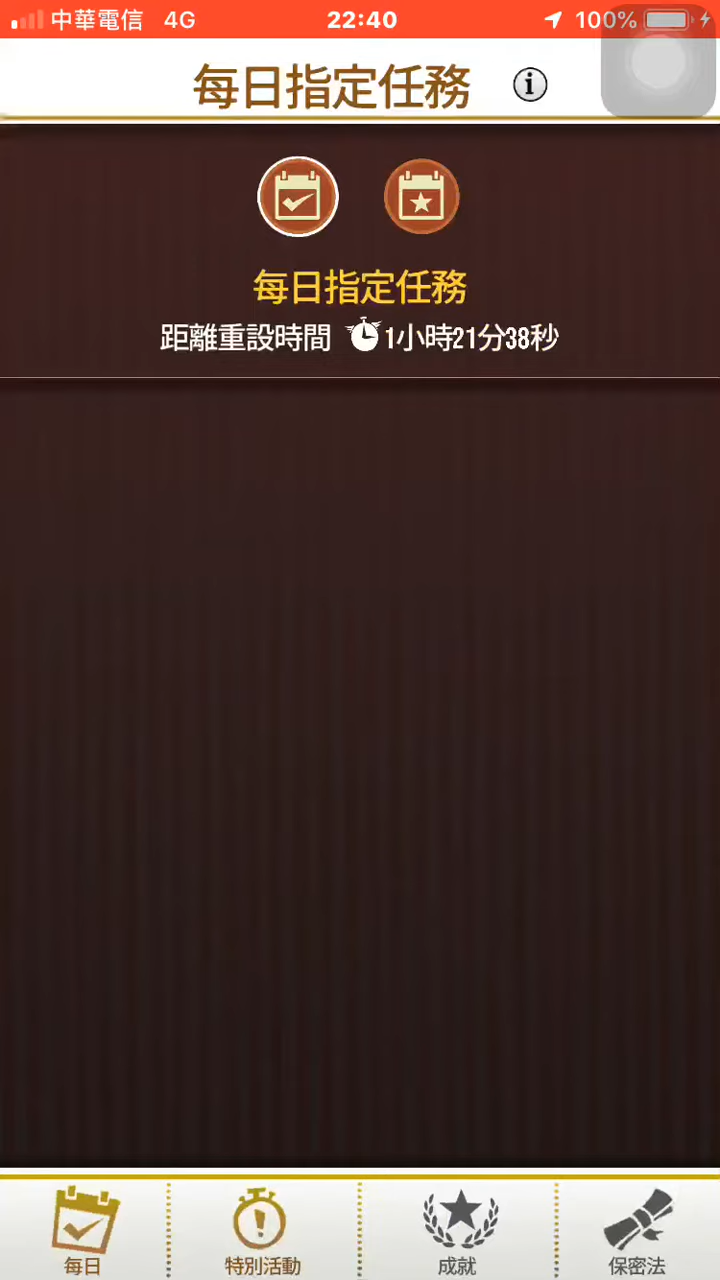 中華電信 4G 22:40 100%
每日指定任務
每日指定任務
距離重設時間 1小時21分38秒
每日 特別活動 成就 保密法